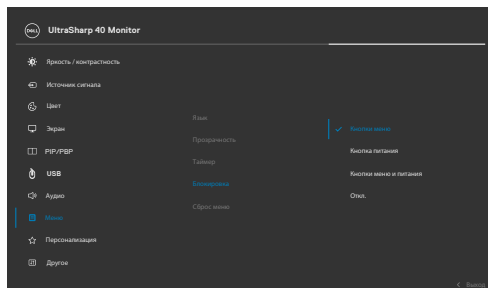 DELL
UltraSharp 40 Monitor
Яркость / контрастность
Источник сигнала
Цвет
Экран
PIP/PBP
USB
Аудио
Меню
Персонализация
Другое
Язык
Прозрачность
Таймер
Блокировка
Сброс меню
Кнопки меню
Кнопка питания
Кнопки меню и питания
Откл.
Выход